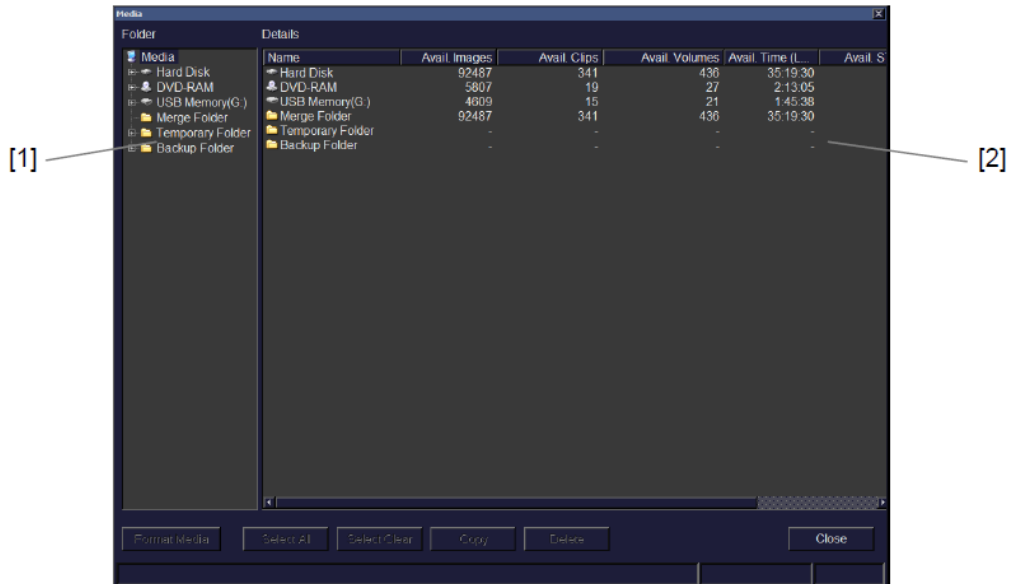 Media
Folder Details
Media
Hard Disk
DVD-RAM
USB Memory(G:)
Merge Folder
Temporary Folder
Backup Folder
Name Avail. Images Avail. Clips Avail. Volumes Avail. Time (L... Avail. S
Hard Disk 92487 341 436 35:19:30
DVD-RAM 5807 19 27 2:13:05
USB Memory(G:) 4609 15 21 1:45:38
Merge Folder 92487 341 436 35:19:30
Temporary Folder - - - -
Backup Folder - - - -
[1]
[2]
Format Media Select All Select Clear Copy Delete Close